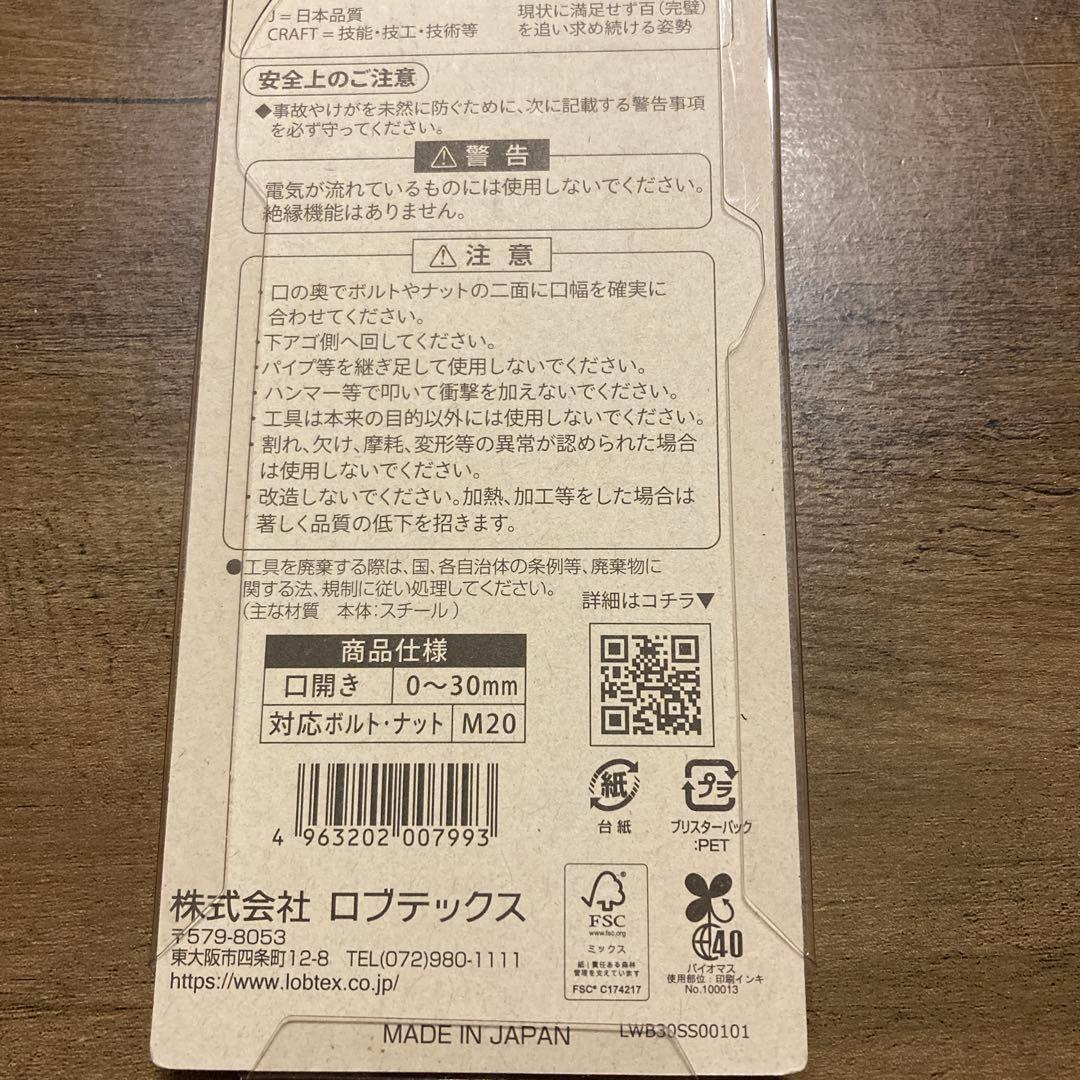 J=日本品質
CRAFT=技能・技工・技術等
現状に満足せず百(完璧)
を追い求め続ける姿勢
安全上のご注意
◆事故やけがを未然に防ぐために、次に記載する警告事項
を必ず守ってください。
⚠警告
電気が流れているものには使用しないでください。
絶縁機能はありません。
⚠注意
・口の奥でボルトやナットの二面に口幅を確実に
合わせてください。
・下アゴ側へ回してください。
・パイプ等を継ぎ足して使用しないでください。
・ハンマー等で叩いて衝撃を加えないでください。
・工具は本来の目的以外には使用しないでください。
・割れ、欠け、摩耗、変形等の異常が認められた場合
は使用しないでください。
・改造しないでください。加熱、加工等をした場合は
著しく品質の低下を招きます。
●工具を廃棄する際は、国、各自治体の条例等、廃棄物に
関する法、規制に従い処理してください。
(主な材質 本体:スチール)
詳細はコチラ▼
商品仕様
口開き 0〜30mm
対応ボルト・ナット M20
4 963202 007993
紙
台紙
プラ
ブリスターパック
:PET
株式会社 ロブテックス
〒579-8053
東大阪市四条町12-8 TEL(072)980-1111
https://www.lobtex.co.jp/
FSC
www.fsc.org
ミックス
紙|責任ある森林
管理を支えています
FSC® C174217
40
バイオマス
使用部位:印刷インキ
No.100013
MADE IN JAPAN
LWB30SS00101